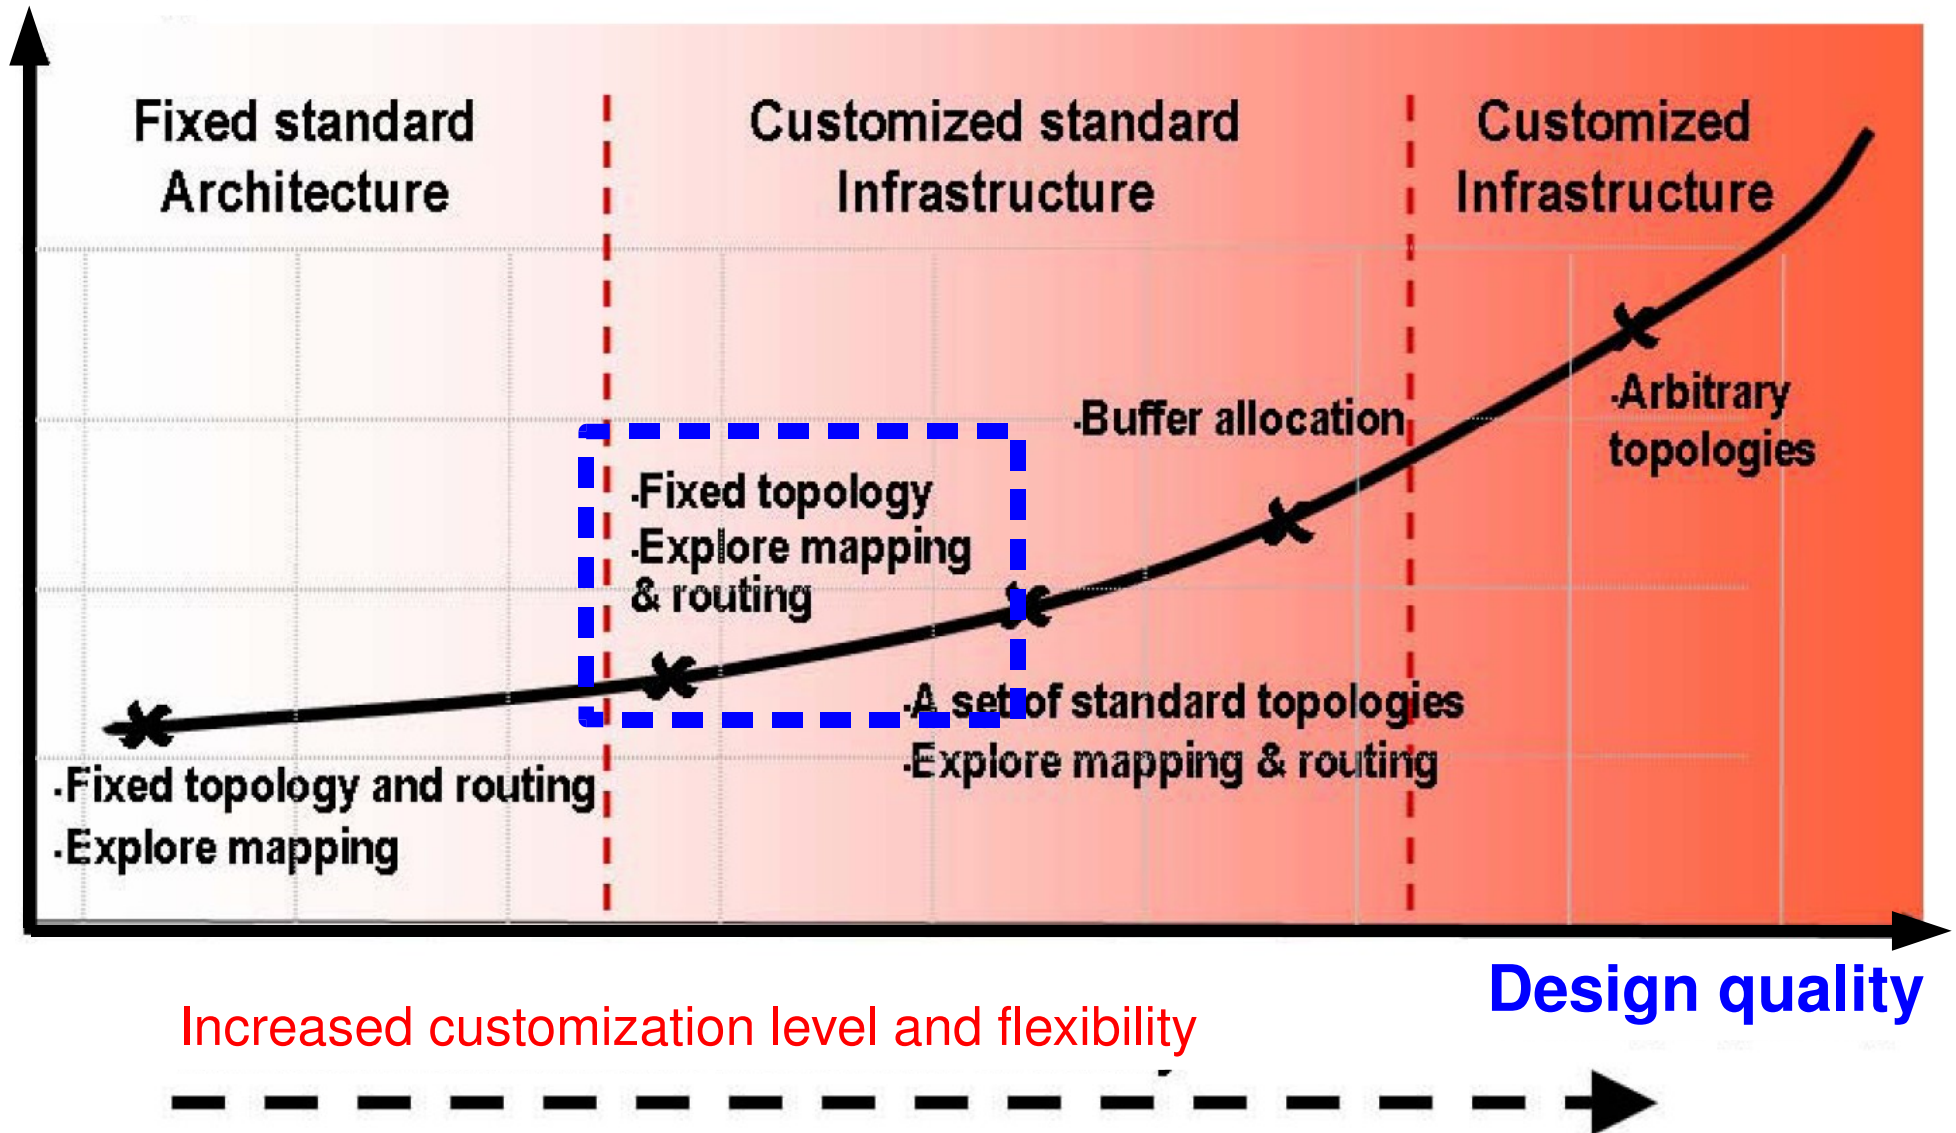 Fixed standard
Architecture
Customized standard
Infrastructure
Customized
Infrastructure
·Arbitrary
topologies
·Buffer allocation
·Fixed topology
·Explore mapping
& routing
·A set of standard topologies
·Explore mapping & routing
·Fixed topology and routing
·Explore mapping
Design quality
Increased customization level and flexibility